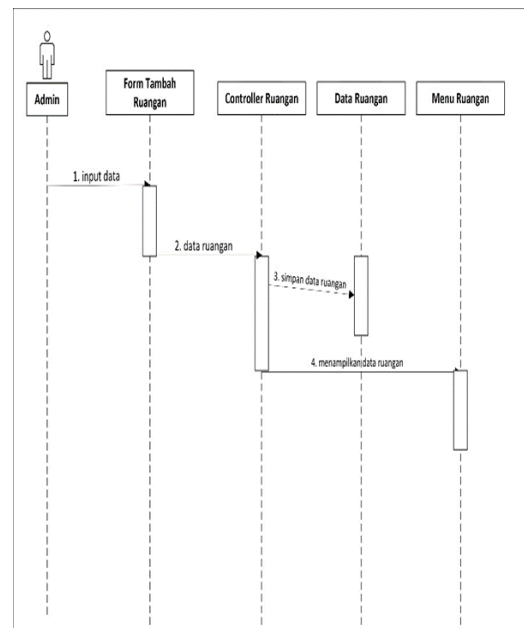 Admin
Form Tambah
Ruangan
Controller Ruangan
Data Ruangan
Menu Ruangan
1. input data
2. data ruangan
3. simpan data ruangan
4. menampilkan data ruangan